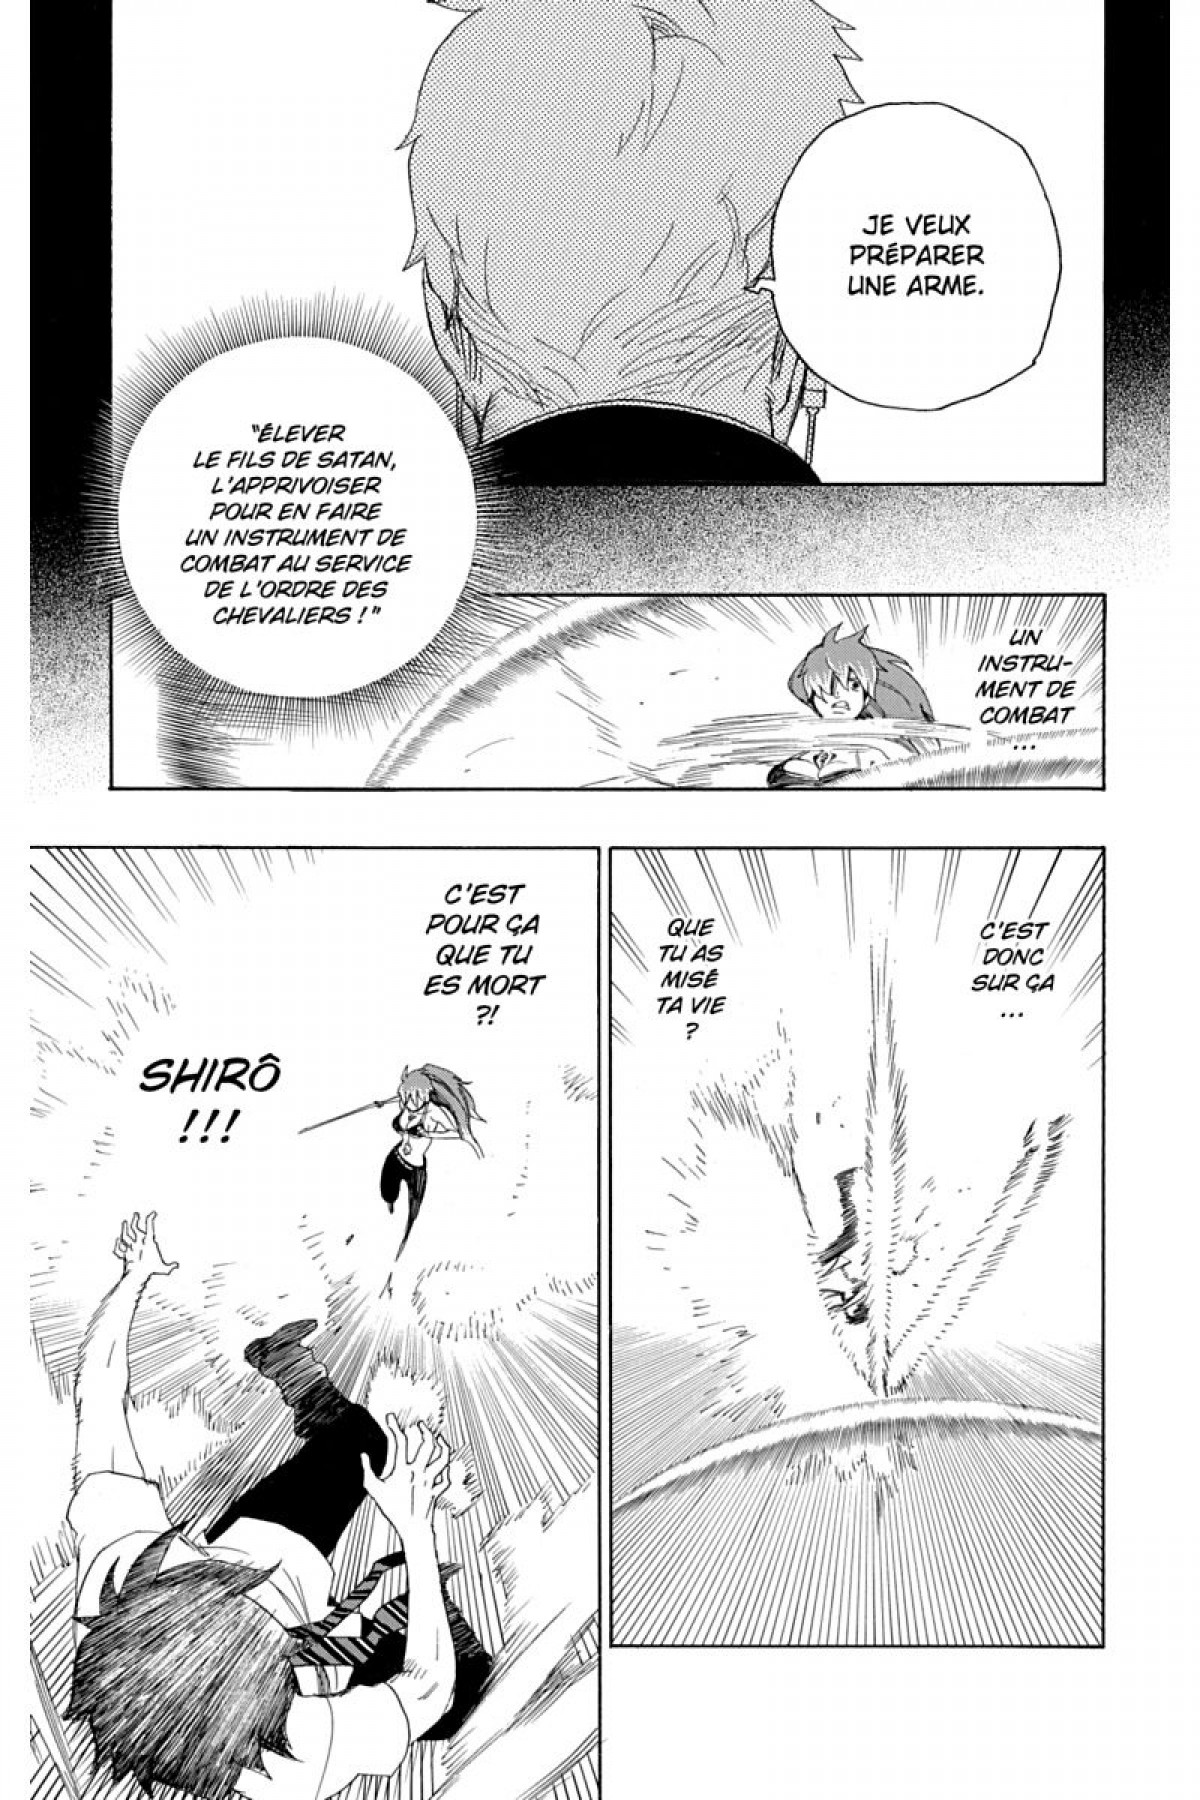 JE VEUX
PRÉPARER
UNE ARME.
"ÉLEVER
LE FILS DE SATAN,
L'APPRIVOISER
POUR EN FAIRE
UN INSTRUMENT DE
COMBAT AU SERVICE
DE L'ORDRE DES
CHEVALIERS !"
UN
INSTRU-
MENT DE
COMBAT
...
C'EST
DONC
SUR ÇA
...
QUE
TU AS
MISÉ
TA VIE
?
C'EST
POUR ÇA
QUE TU
ES MORT
?!
SHIRÔ
!!!